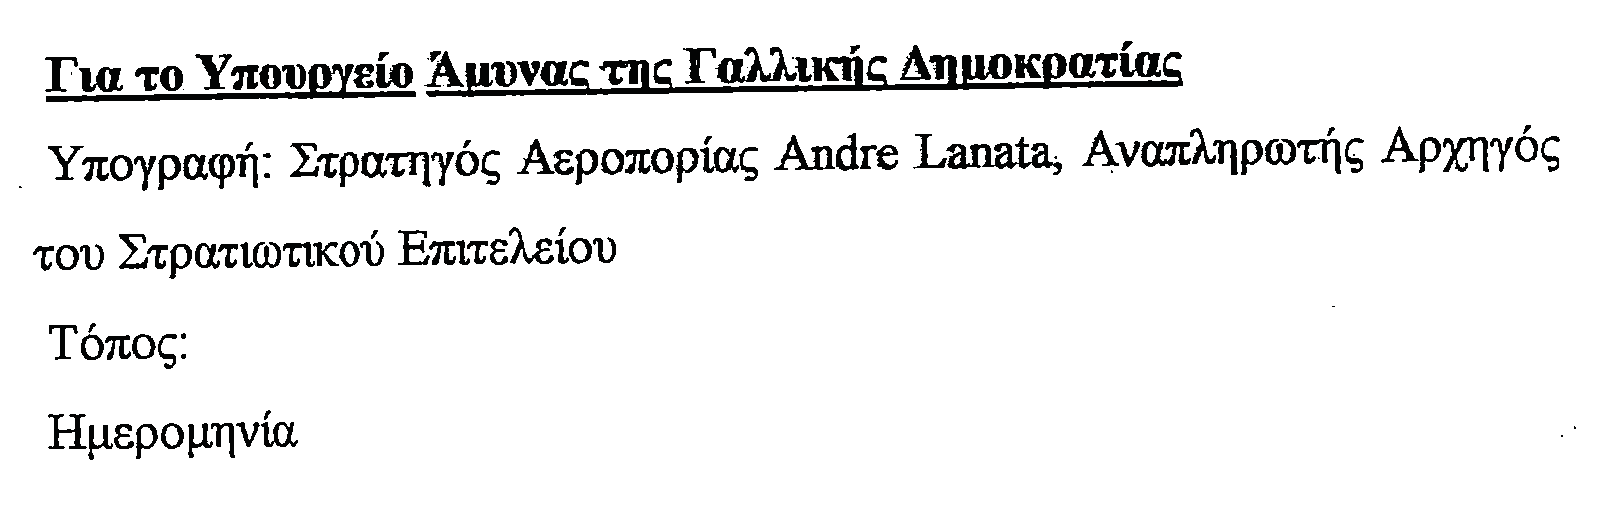 Για το Υπουργείο Άμυνας της Γαλλικής Δημοκρατίας
Υπογραφή: Στρατηγός Αεροπορίας Andre Lanata, Αναπληρωτής Αρχηγός
του Στρατιωτικού Επιτελείου
Τόπος:
Ημερομηνία